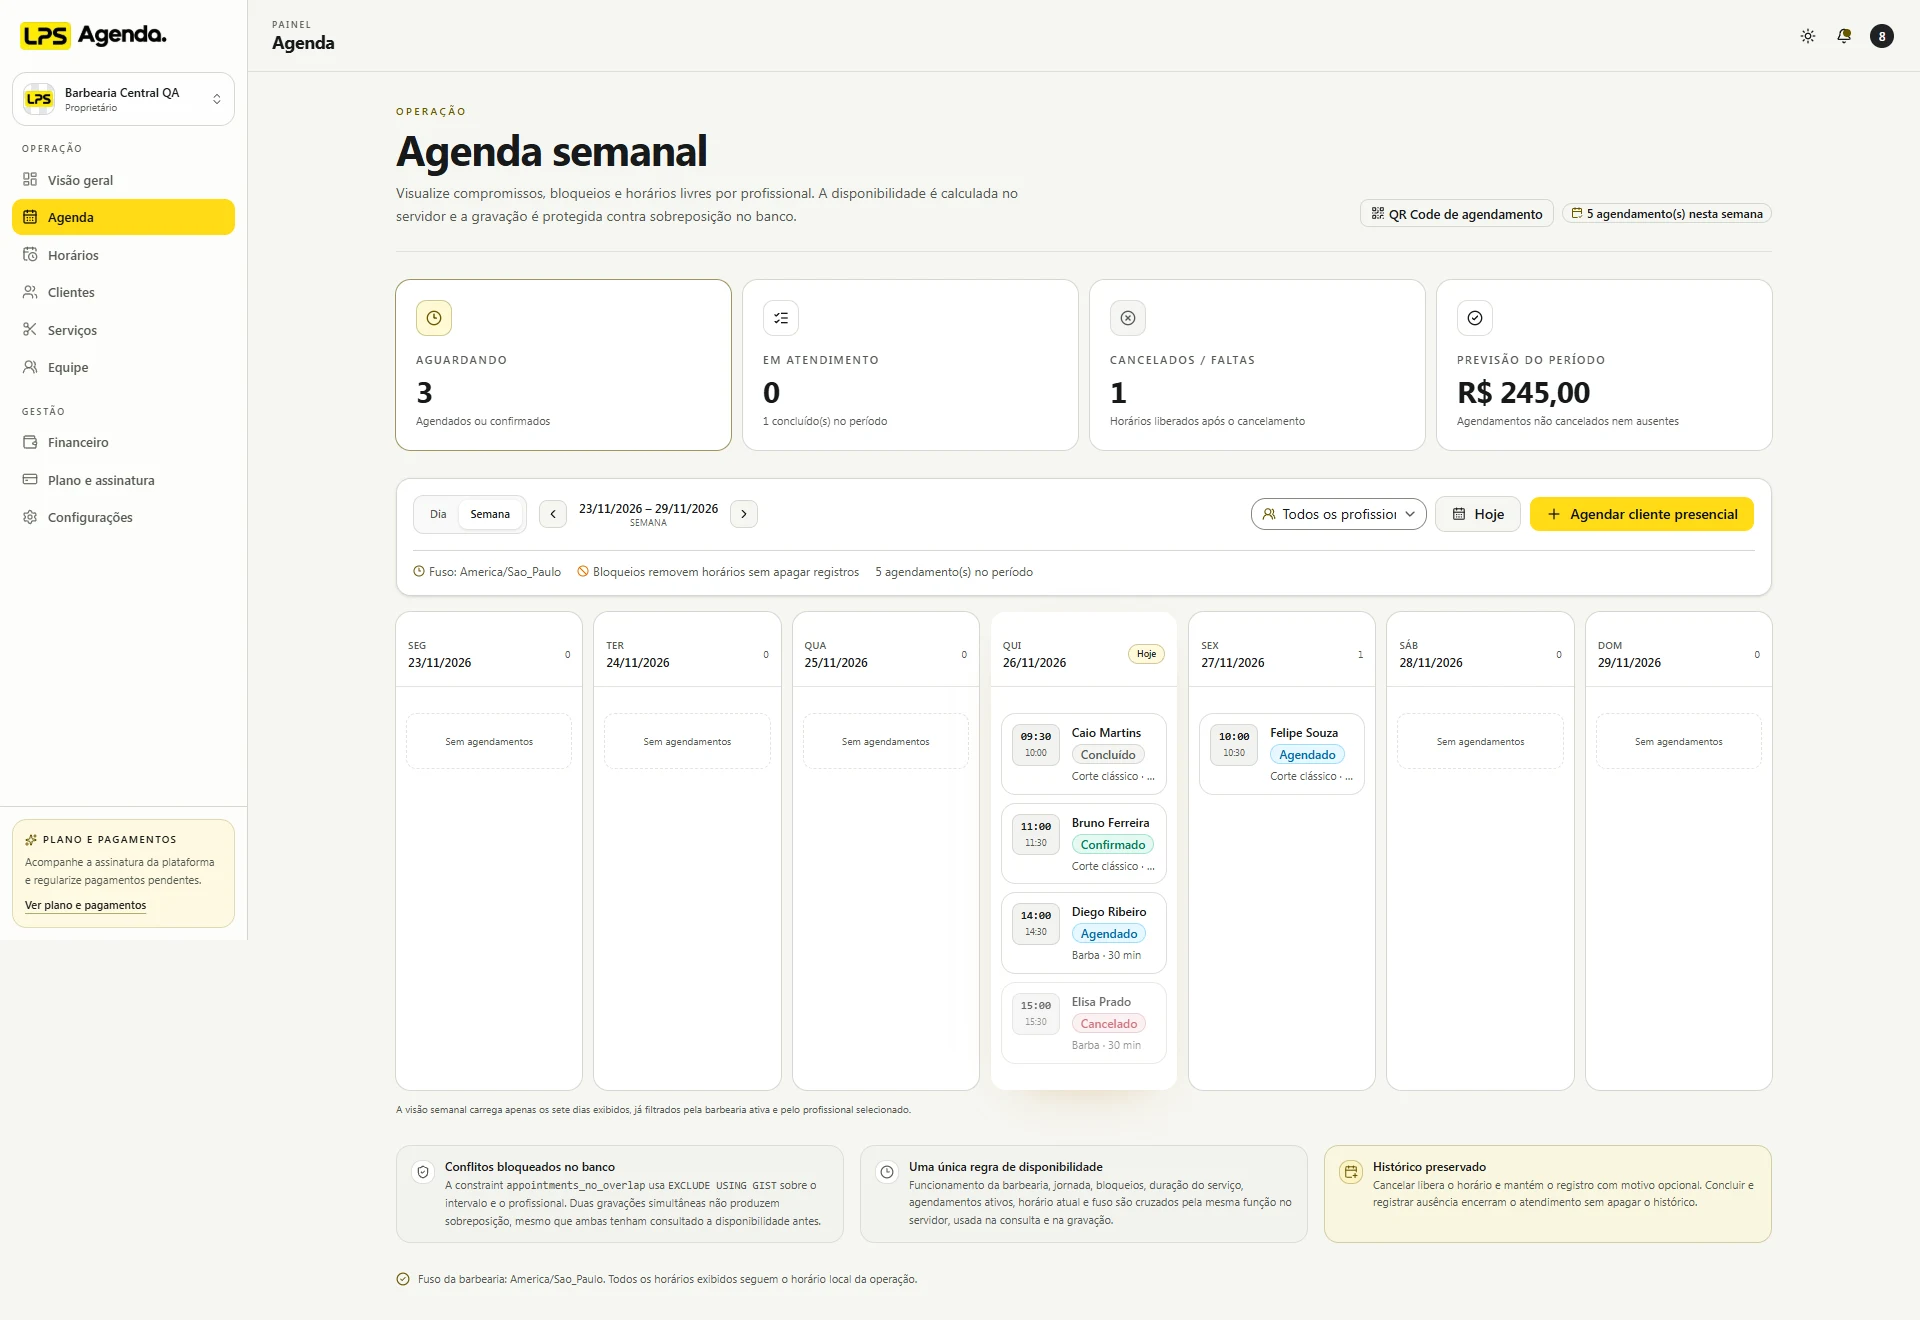 LPS Agenda.
PAINEL
Agenda
8
LPS
Barbearia Central QA
Proprietário
OPERAÇÃO
Visão geral
Agenda
Horários
Clientes
Serviços
Equipe
GESTÃO
Financeiro
Plano e assinatura
Configurações
PLANO E PAGAMENTOS
Acompanhe a assinatura da plataforma
e regularize pagamentos pendentes.
Ver plano e pagamentos
OPERAÇÃO
Agenda semanal
Visualize compromissos, bloqueios e horários livres por profissional. A disponibilidade é calculada no
servidor e a gravação é protegida contra sobreposição no banco.
QR Code de agendamento
5 agendamento(s) nesta semana
AGUARDANDO
3
Agendados ou confirmados
EM ATENDIMENTO
0
1 concluído(s) no período
CANCELADOS / FALTAS
1
Horários liberados após o cancelamento
PREVISÃO DO PERÍODO
R$ 245,00
Agendamentos não cancelados nem ausentes
Dia
Semana
23/11/2026 – 29/11/2026
SEMANA
Todos os profission
Hoje
Agendar cliente presencial
Fuso: America/Sao_Paulo
Bloqueios removem horários sem apagar registros
5 agendamento(s) no período
SEG
23/11/2026
0
Sem agendamentos
TER
24/11/2026
0
Sem agendamentos
QUA
25/11/2026
0
Sem agendamentos
QUI
26/11/2026
Hoje
09:30
10:00
Caio Martins
Concluído
Corte clássico · ...
11:00
11:30
Bruno Ferreira
Confirmado
Corte clássico · ...
14:00
14:30
Diego Ribeiro
Agendado
Barba · 30 min
15:00
15:30
Elisa Prado
Cancelado
Barba · 30 min
SEX
27/11/2026
1
10:00
10:30
Felipe Souza
Agendado
Corte clássico · ...
SÁB
28/11/2026
0
Sem agendamentos
DOM
29/11/2026
0
Sem agendamentos
A visão semanal carrega apenas os sete dias exibidos, já filtrados pela barbearia ativa e pelo profissional selecionado.
Conflitos bloqueados no banco
A constraint appointments_no_overlap usa EXCLUDE USING GIST sobre o
intervalo e o profissional. Duas gravações simultâneas não produzem
sobreposição, mesmo que ambas tenham consultado a disponibilidade antes.
Uma única regra de disponibilidade
Funcionamento da barbearia, jornada, bloqueios, duração do serviço,
agendamentos ativos, horário atual e fuso são cruzados pela mesma função no
servidor, usada na consulta e na gravação.
Histórico preservado
Cancelar libera o horário e mantém o registro com motivo opcional. Concluir e
registrar ausência encerram o atendimento sem apagar o histórico.
Fuso da barbearia: America/Sao_Paulo. Todos os horários exibidos seguem o horário local da operação.